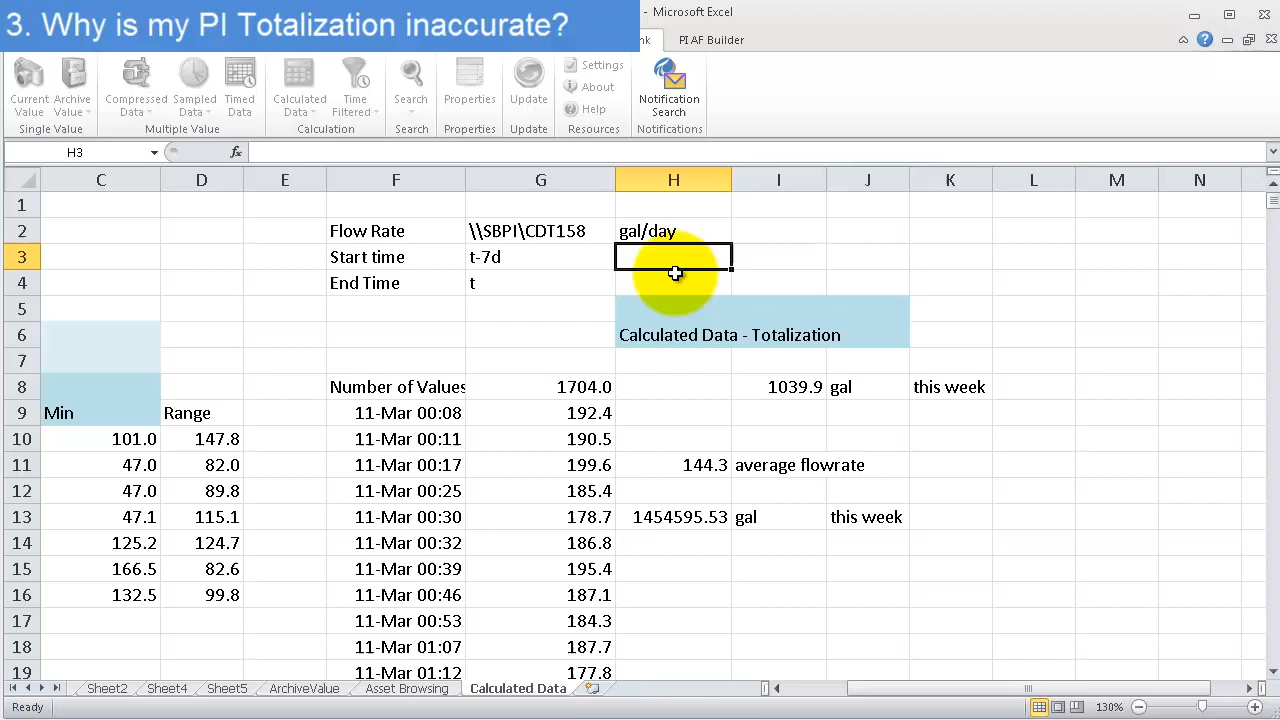 3. Why is my PI Totalization inaccurate?
- Microsoft Excel
nk
PI AF Builder
Current Value
Archive Value
Compressed Data
Sampled Data
Timed Data
Calculated Data
Time Filtered
Search
Properties
Update
Settings
About
Help
Notification Search
Single Value
Multiple Value
Calculation
Search
Properties
Update
Resources
Notifications
H3
fx
C D E F G H I J K L M N
1
2 Flow Rate \\SBPI\CDT158 gal/day
3 Start time t-7d
4 End Time t
5
6 Calculated Data - Totalization
7
8 Number of Values 1704.0 1039.9 gal this week
9 Min Range 11-Mar 00:08 192.4
10 101.0 147.8 11-Mar 00:11 190.5
11 47.0 82.0 11-Mar 00:17 199.6 144.3 average flowrate
12 47.0 89.8 11-Mar 00:25 185.4
13 47.1 115.1 11-Mar 00:30 178.7 1454595.53 gal this week
14 125.2 124.7 11-Mar 00:32 186.8
15 166.5 82.6 11-Mar 00:39 195.4
16 132.5 99.8 11-Mar 00:46 187.1
17 11-Mar 00:53 184.3
18 11-Mar 01:07 187.7
19 11-Mar 01:12 177.8
Sheet2 Sheet4 Sheet5 ArchiveValue Asset Browsing Calculated Data
Ready
130%